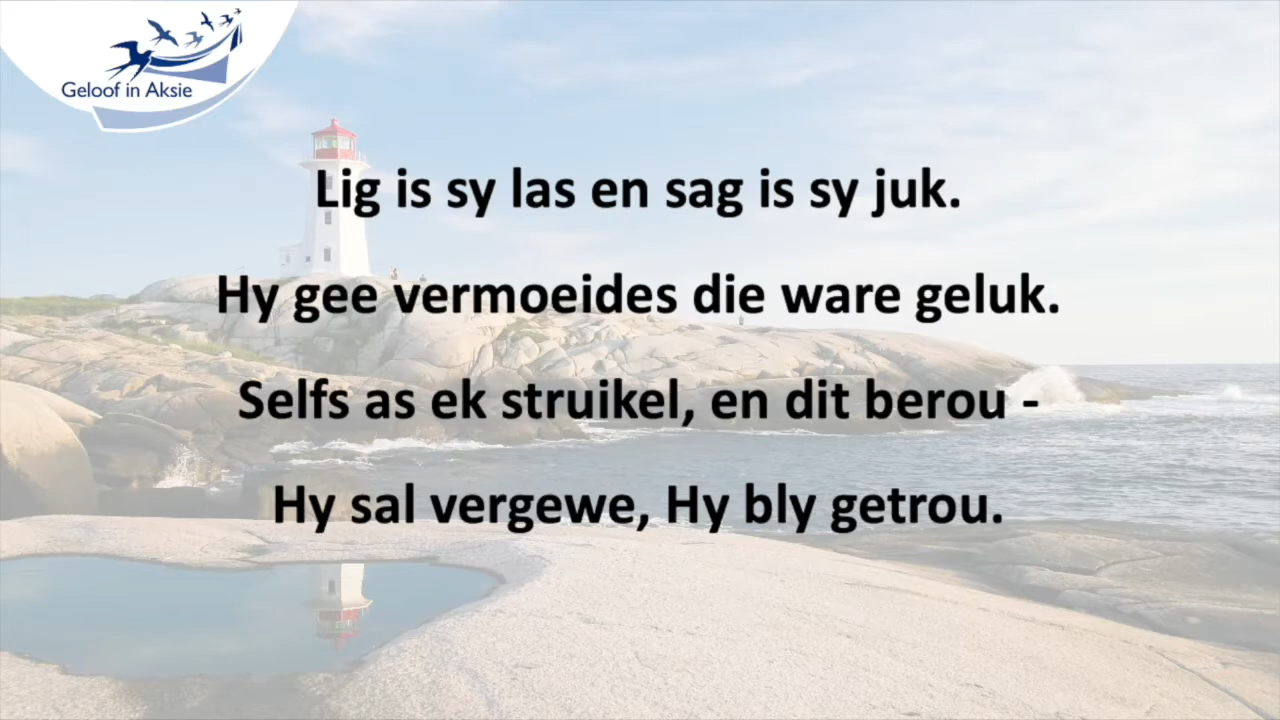 Geloof in Aksie
Lig is sy las en sag is sy juk.
Hy gee vermoeides die ware geluk.
Selfs as ek struikel, en dit berou -
Hy sal vergewe, Hy bly getrou.